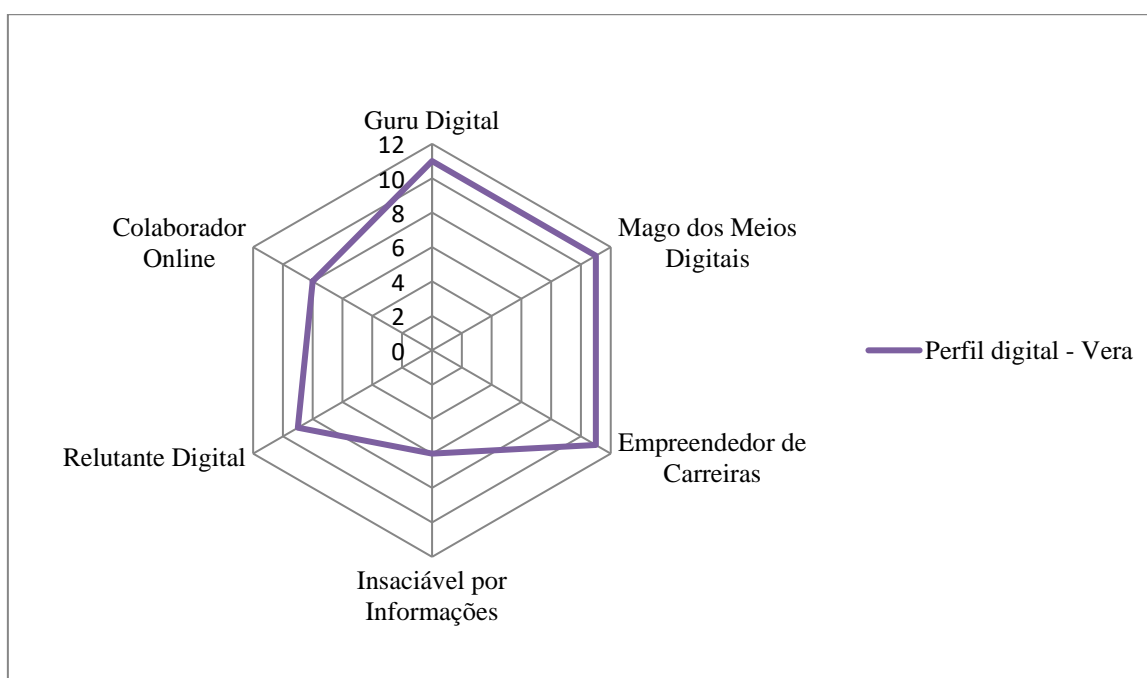 Guru Digital
12
10
8
6
4
2
0
Mago dos Meios
Digitais
Empreendedor de
Carreiras
Insaciável por
Informações
Relutante Digital
Colaborador
Online
Perfil digital - Vera